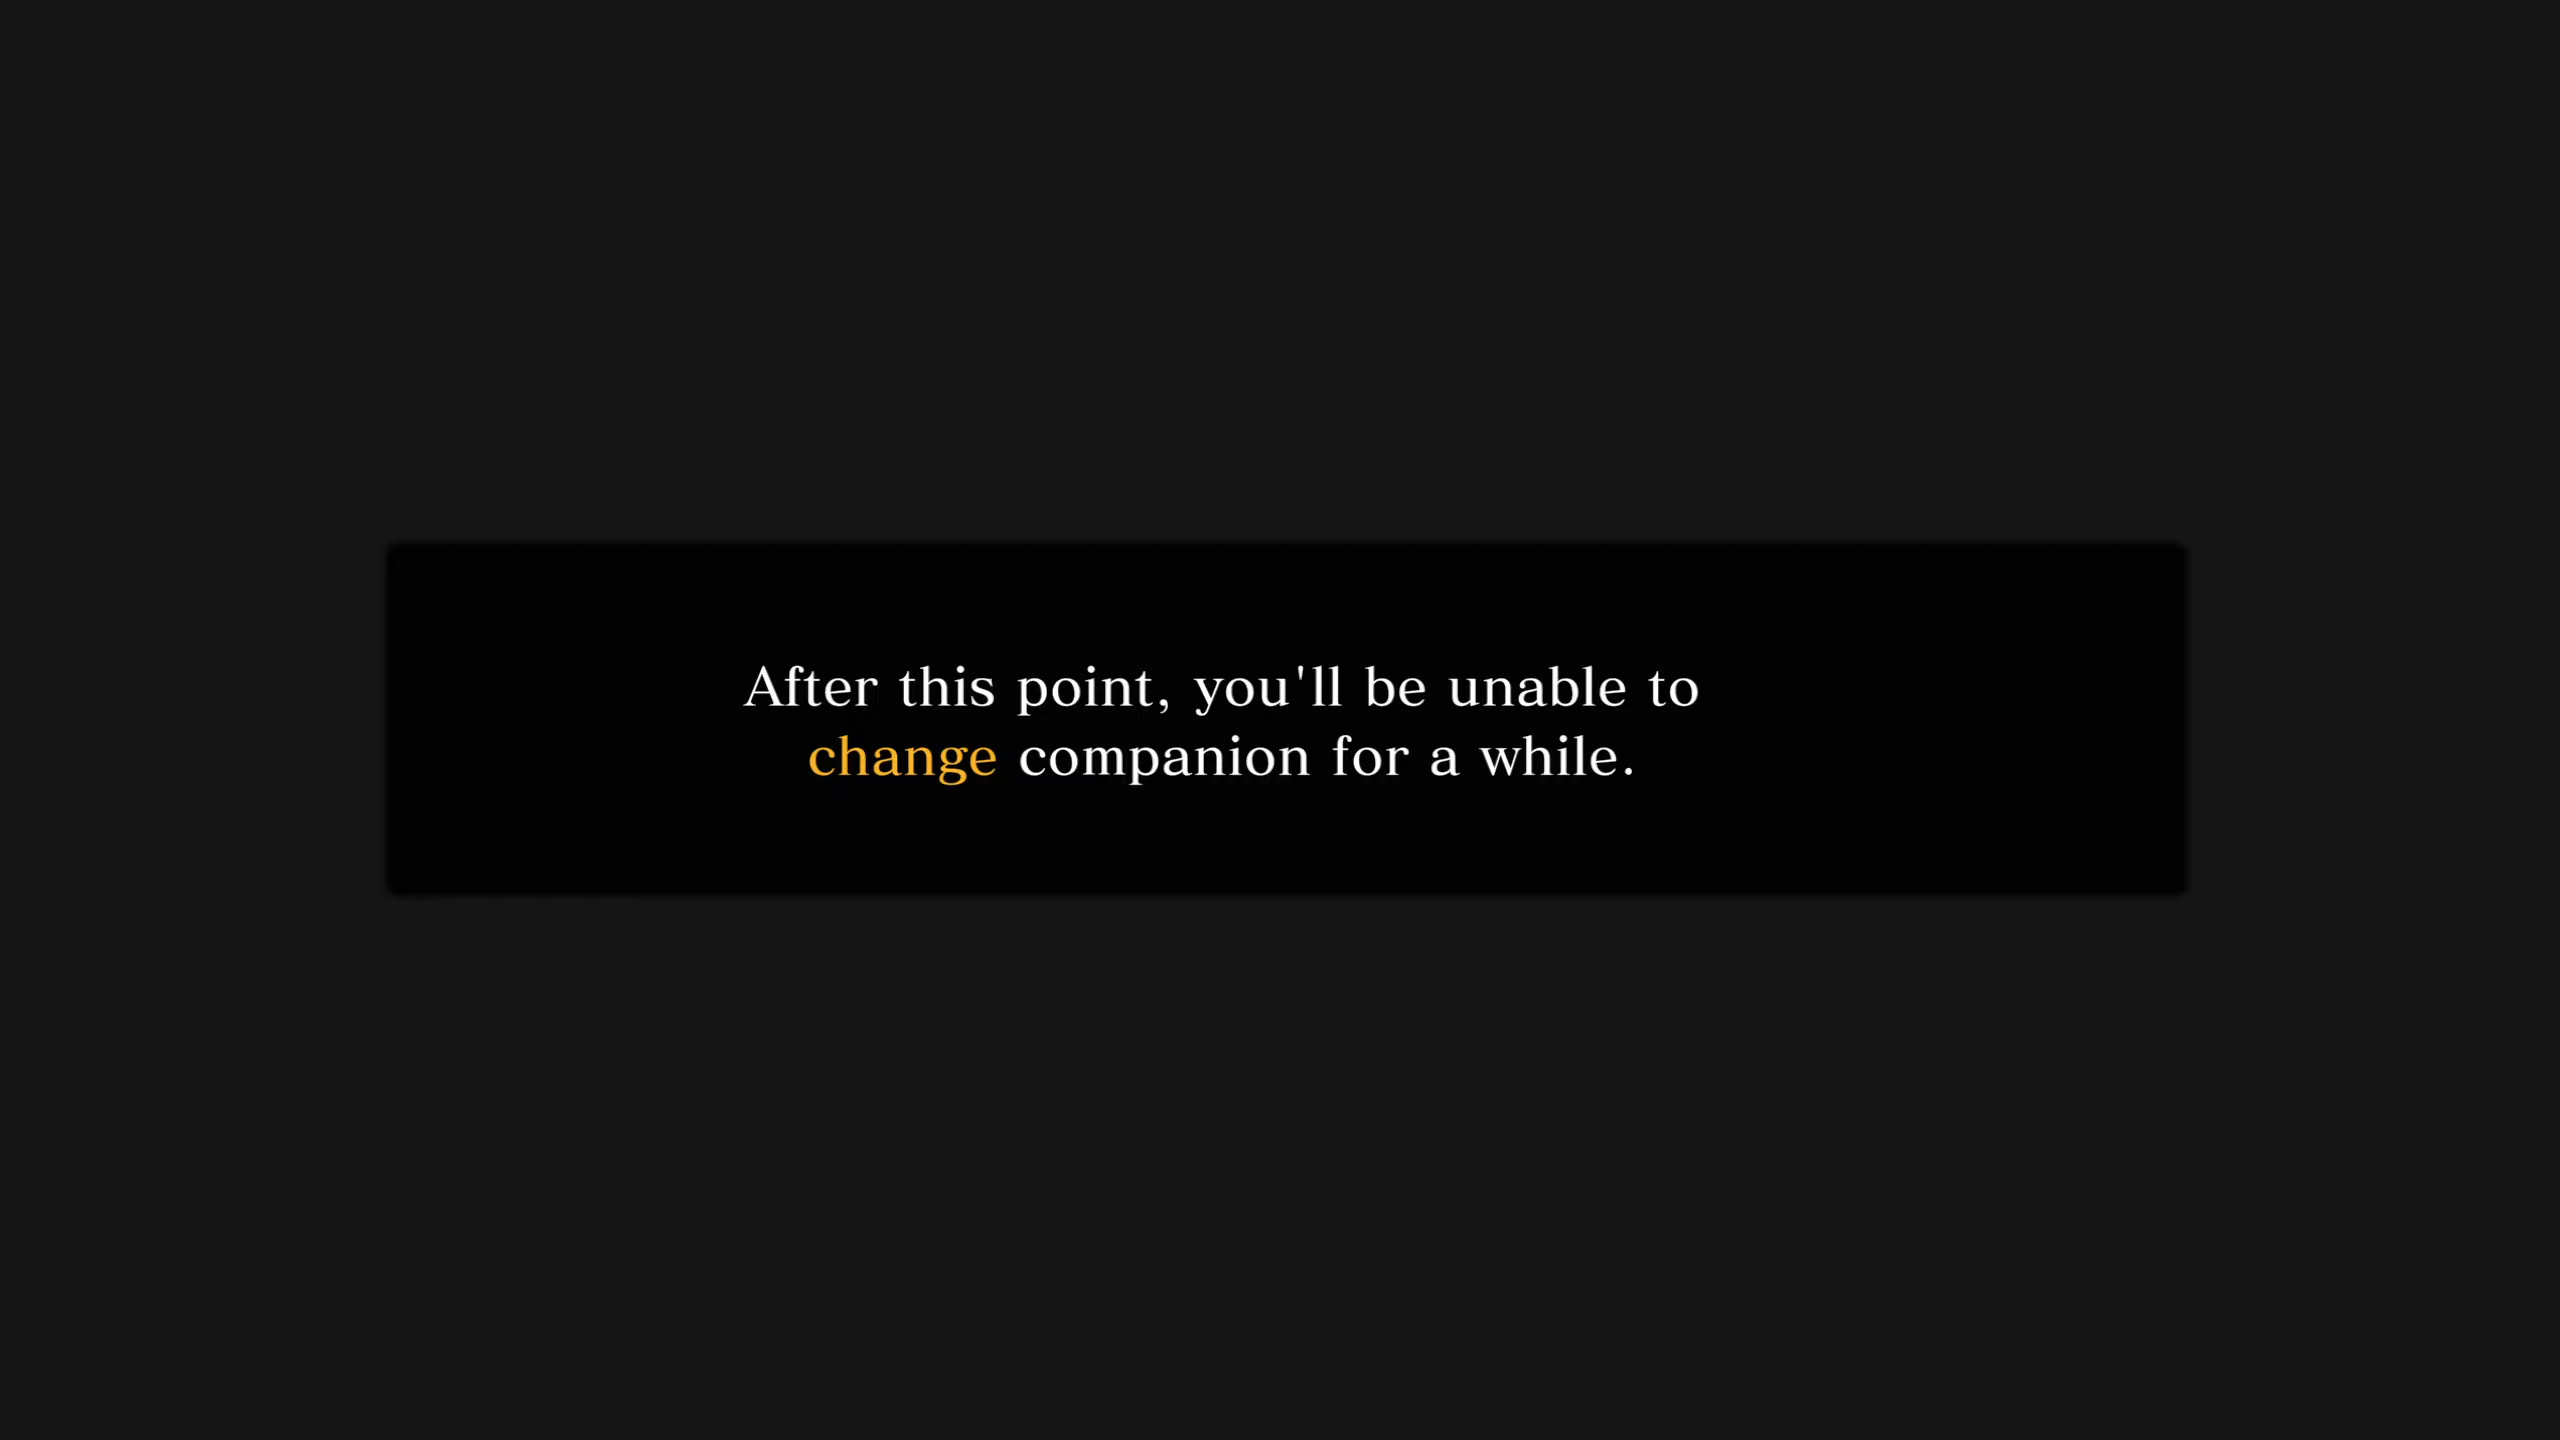 After this point, you'll be unable to
change companion for a while.